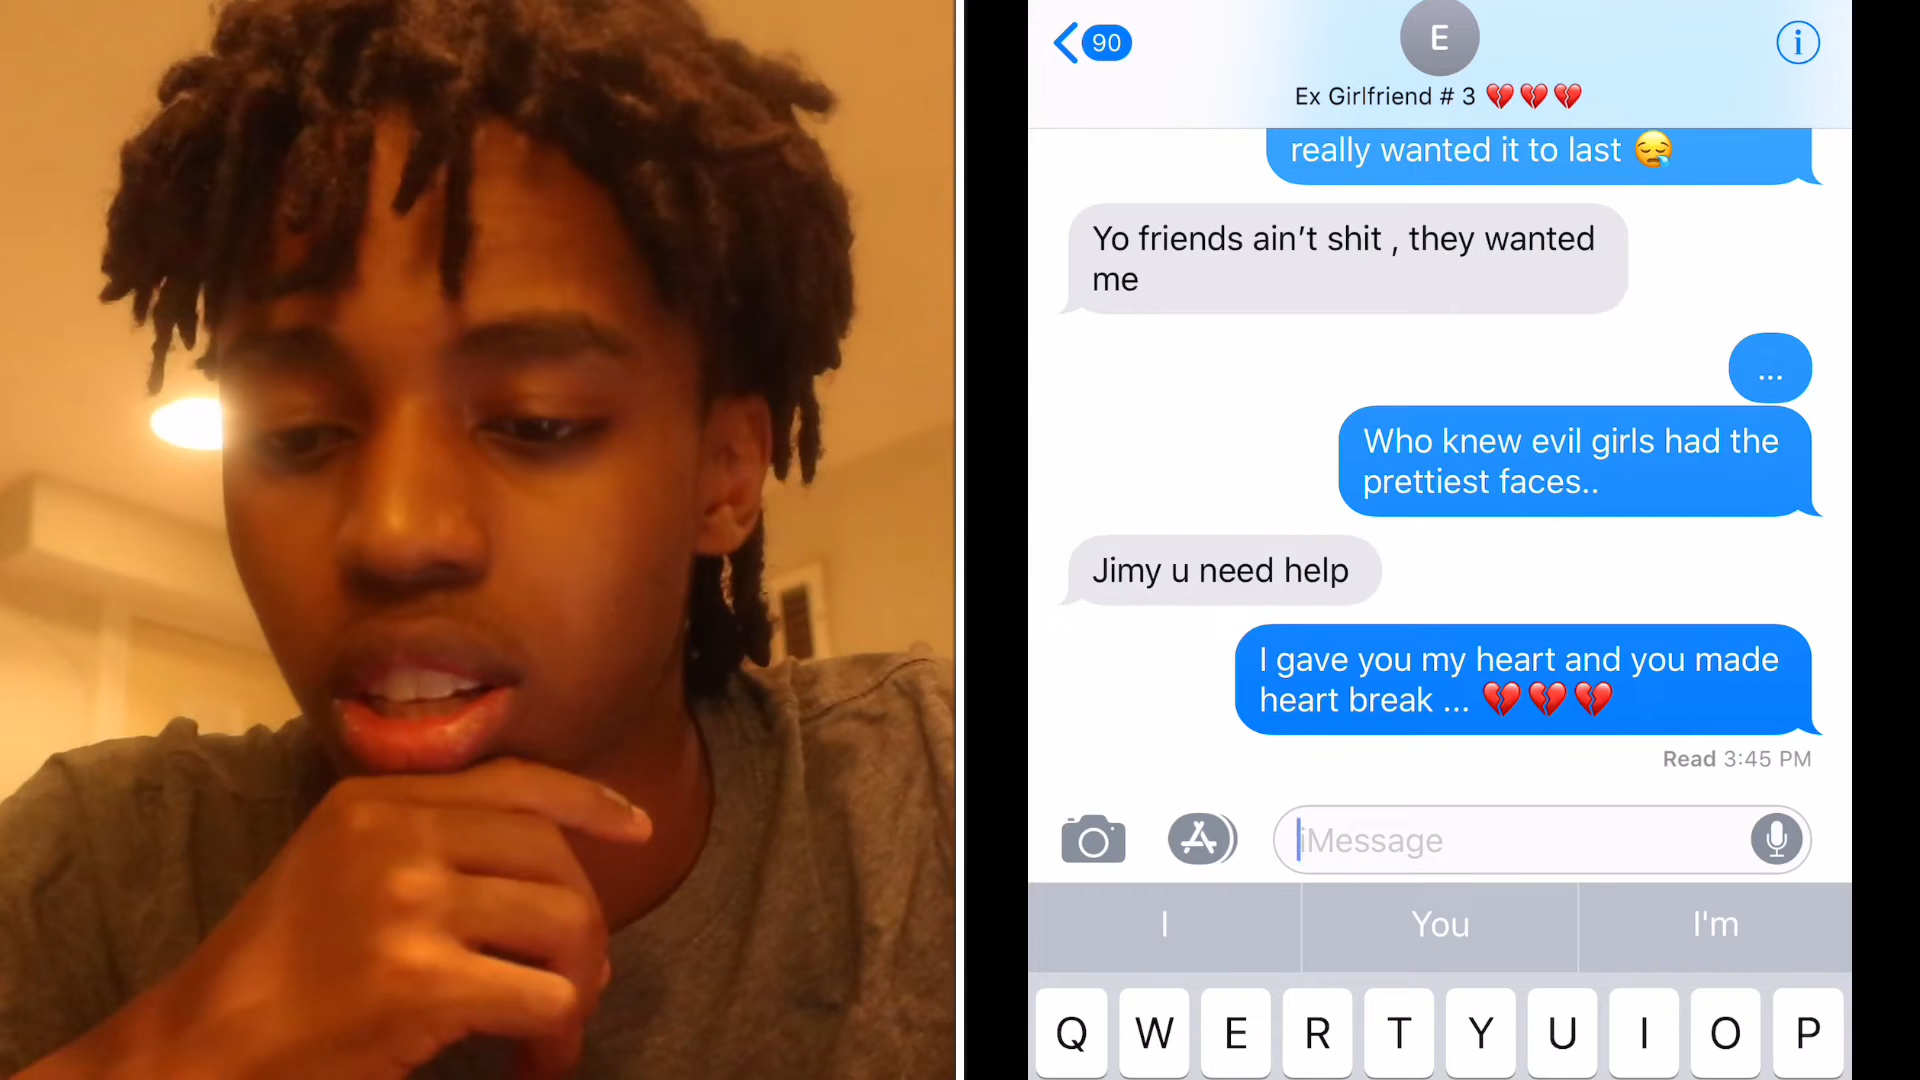 90
E
Ex Girlfriend # 3 💔💔💔
really wanted it to last 😪
Yo friends ain’t shit , they wanted
me
...
Who knew evil girls had the
prettiest faces..
Jimy u need help
I gave you my heart and you made
heart break ... 💔💔💔
Read 3:45 PM
iMessage
I You I'm
Q W E R T Y U I O P